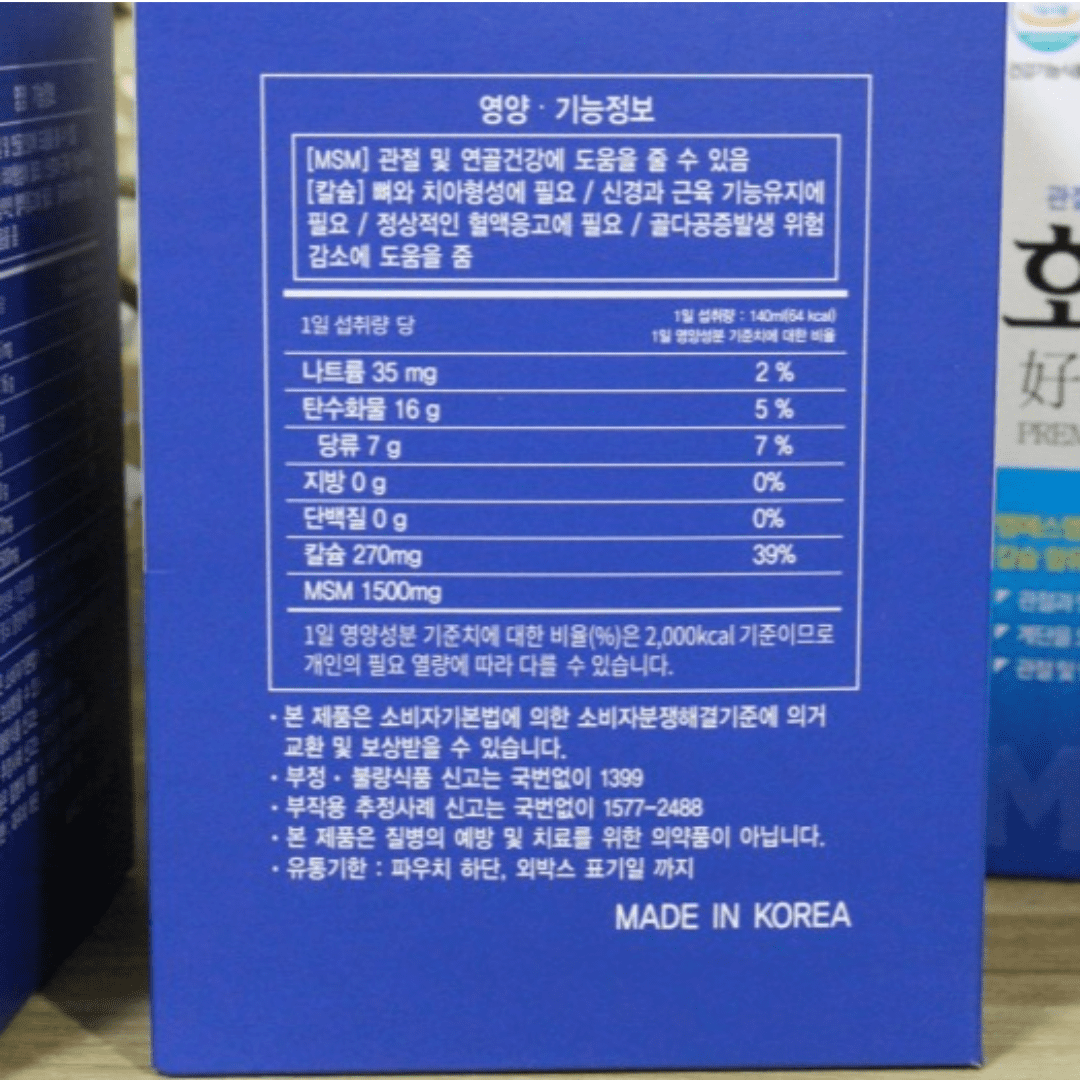 영양 · 기능정보
[MSM] 관절 및 연골건강에 도움을 줄 수 있음
[칼슘] 뼈와 치아형성에 필요 / 신경과 근육 기능유지에
필요 / 정상적인 혈액응고에 필요 / 골다공증발생 위험
감소에 도움을 줌
1일 섭취량 당
1일 섭취량 : 140ml(64 kcal)
1일 영양성분 기준치에 대한 비율
나트륨 35 mg 2 %
탄수화물 16 g 5 %
당류 7 g 7 %
지방 0 g 0%
단백질 0 g 0%
칼슘 270mg 39%
MSM 1500mg
1일 영양성분 기준치에 대한 비율(%)은 2,000kcal 기준이므로
개인의 필요 열량에 따라 다를 수 있습니다.
· 본 제품은 소비자기본법에 의한 소비자분쟁해결기준에 의거
교환 및 보상받을 수 있습니다.
· 부정 · 불량식품 신고는 국번없이 1399
· 부작용 추정사례 신고는 국번없이 1577-2488
· 본 제품은 질병의 예방 및 치료를 위한 의약품이 아닙니다.
· 유통기한 : 파우치 하단, 외박스 표기일 까지
MADE IN KOREA
好